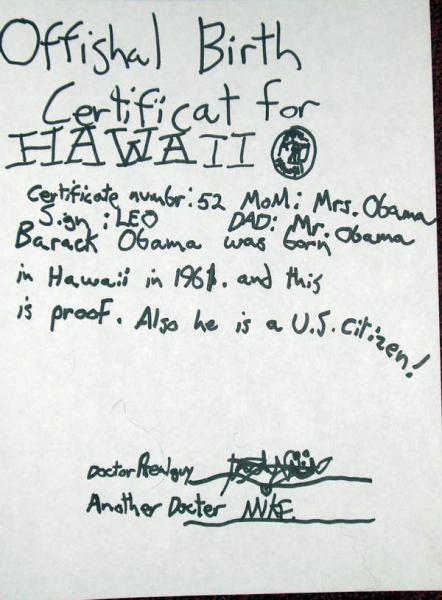 Offishal Birth
Certificat for
HAWAII
Certificate numbr: 52 MoM: Mrs. Obama
Sign: LEO DAD: Mr. Obama
Barack Obama was born
in Hawaii in 1961. and this
is proof. Also he is a U.S. Citizen!
Doctor Realguy
Another Docter MIKE